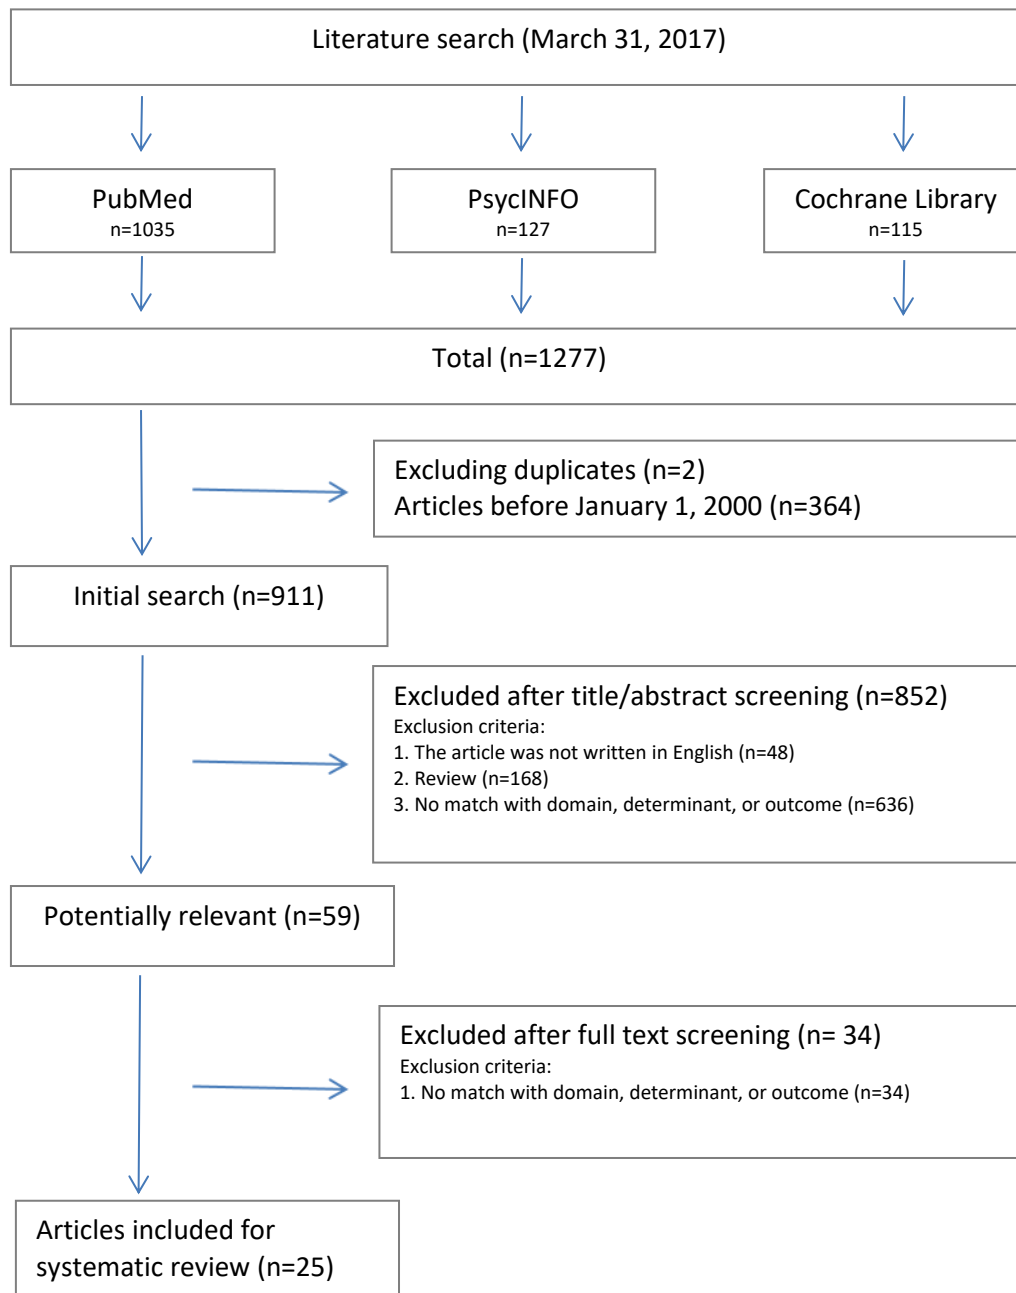 Literature search (March 31, 2017)
PubMed
n=1035
PsycINFO
n=127
Cochrane Library
n=115
Total (n=1277)
Excluding duplicates (n=2)
Articles before January 1, 2000 (n=364)
Initial search (n=911)
Excluded after title/abstract screening (n=852)
Exclusion criteria:
1. The article was not written in English (n=48)
2. Review (n=168)
3. No match with domain, determinant, or outcome (n=636)
Potentially relevant (n=59)
Excluded after full text screening (n= 34)
Exclusion criteria:
1. No match with domain, determinant, or outcome (n=34)
Articles included for
systematic review (n=25)